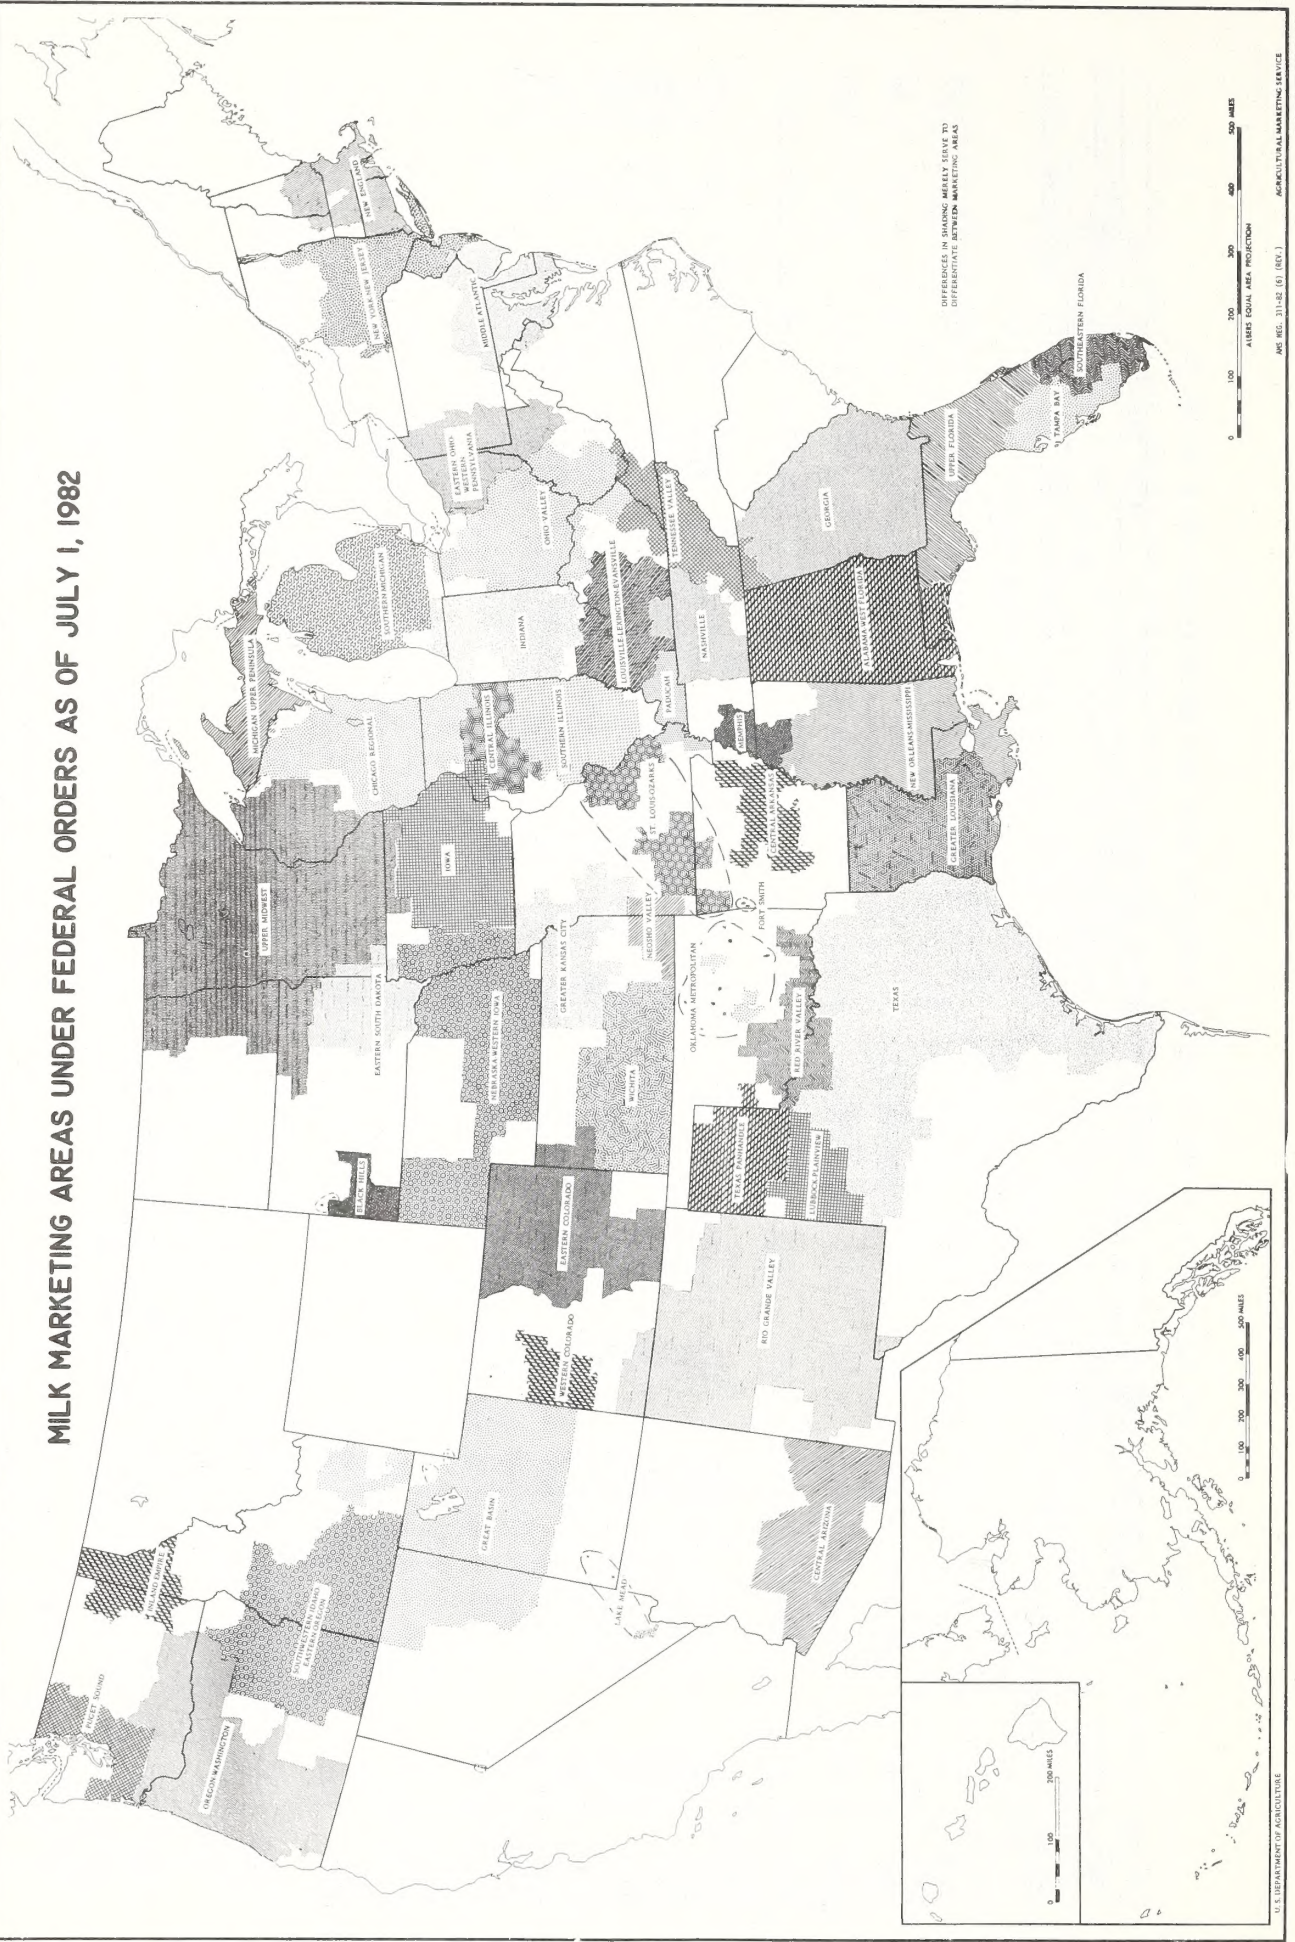 MILK MARKETING AREAS UNDER FEDERAL ORDERS AS OF JULY 1, 1982
PUGET SOUND
INLAND EMPIRE
OREGON-WASHINGTON
SOUTHWESTERN IDAHO
EASTERN OREGON
GREAT BASIN
LAKE MEAD
CENTRAL ARIZONA
WESTERN COLORADO
EASTERN COLORADO
RIO GRANDE VALLEY
BLACK HILLS
EASTERN SOUTH DAKOTA
UPPER MIDWEST
NEBRASKA-WESTERN IOWA
IOWA
GREATER KANSAS CITY
WICHITA
NEOSHO VALLEY
TEXAS PANHANDLE
LUBBOCK-PLAINVIEW
OKLAHOMA METROPOLITAN
RED RIVER VALLEY
TEXAS
FORT SMITH
CENTRAL ARKANSAS
ST. LOUIS-OZARKS
MICHIGAN UPPER PENINSULA
CHICAGO REGIONAL
CENTRAL ILLINOIS
SOUTHERN ILLINOIS
SOUTHERN MICHIGAN
INDIANA
OHIO VALLEY
EASTERN OHIO-
WESTERN
PENNSYLVANIA
LOUISVILLE-LEXINGTON-EVANSVILLE
PADUCAH
NASHVILLE
MEMPHIS
TENNESSEE VALLEY
GEORGIA
ALABAMA-WEST FLORIDA
NEW ORLEANS-MISSISSIPPI
GREATER LOUISIANA
UPPER FLORIDA
TAMPA BAY
SOUTHEASTERN FLORIDA
MIDDLE ATLANTIC
NEW YORK-NEW JERSEY
NEW ENGLAND
DIFFERENCES IN SHADING MERELY SERVE TO
DIFFERENTIATE BETWEEN MARKETING AREAS
0 100 200 300 400 500 MILES
ALBERS EQUAL AREA PROJECTION
0 100 200 MILES
0 100 200 300 400 500 MILES
U. S. DEPARTMENT OF AGRICULTURE
AMS NEG. 311-82 (6) (REV.) AGRICULTURAL MARKETING SERVICE